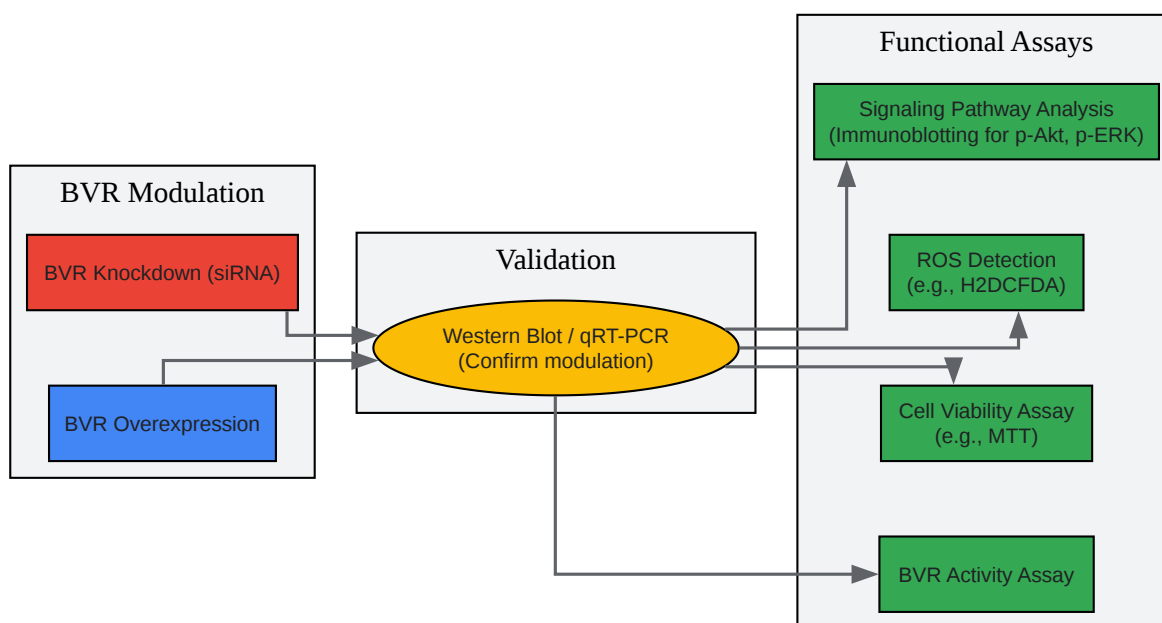 BVR Modulation
BVR Knockdown (siRNA)
BVR Overexpression
Validation
Western Blot / qRT-PCR
(Confirm modulation)
Functional Assays
Signaling Pathway Analysis
(Immunoblotting for p-Akt, p-ERK)
ROS Detection
(e.g., H2DCFDA)
Cell Viability Assay
(e.g., MTT)
BVR Activity Assay